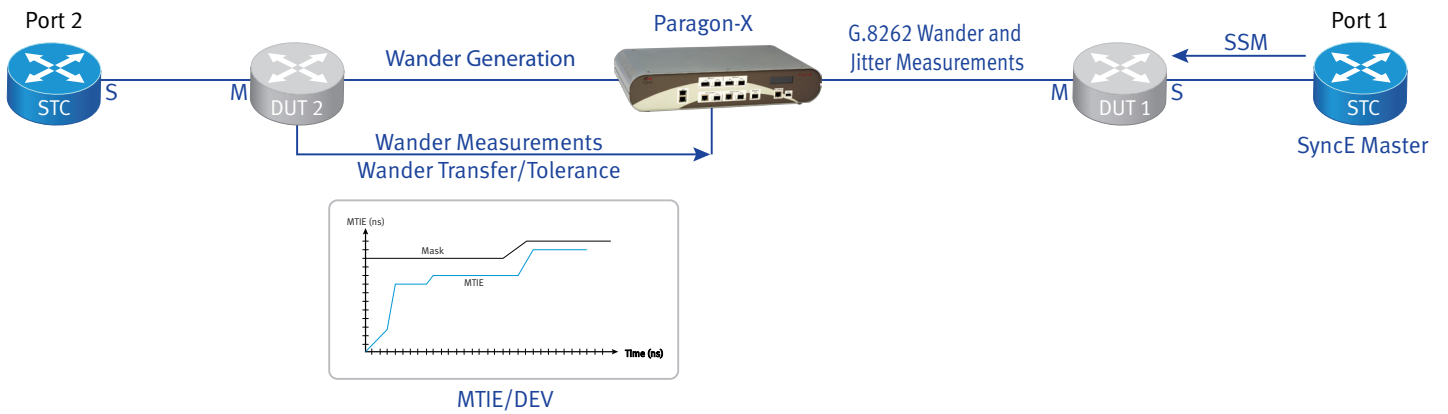 Port 2
Paragon-X
Port 1
Wander Generation
G.8262 Wander and
Jitter Measurements
SSM
S
M
M
S
STC
DUT 2
DUT 1
STC
SyncE Master
Wander Measurements
Wander Transfer/Tolerance
MTIE (ns)
Mask
MTIE
Time (ns)
MTIE/DEV